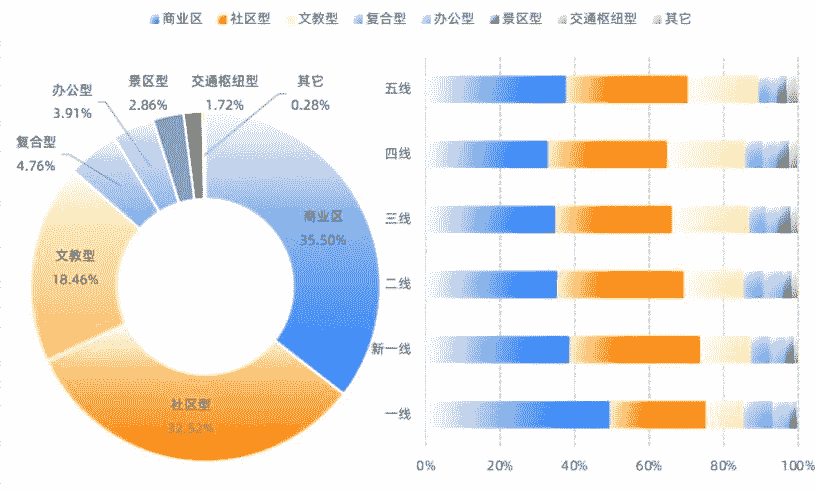 商业区 社区型 文教型 复合型 办公型 景区型 交通枢纽型 其它
其它
0.28%
交通枢纽型
1.72%
景区型
2.86%
办公型
3.91%
复合型
4.76%
文教型
18.46%
社区型
32.52%
商业区
35.50%
五线
四线
三线
二线
新一线
一线
0% 20% 40% 60% 80% 100%